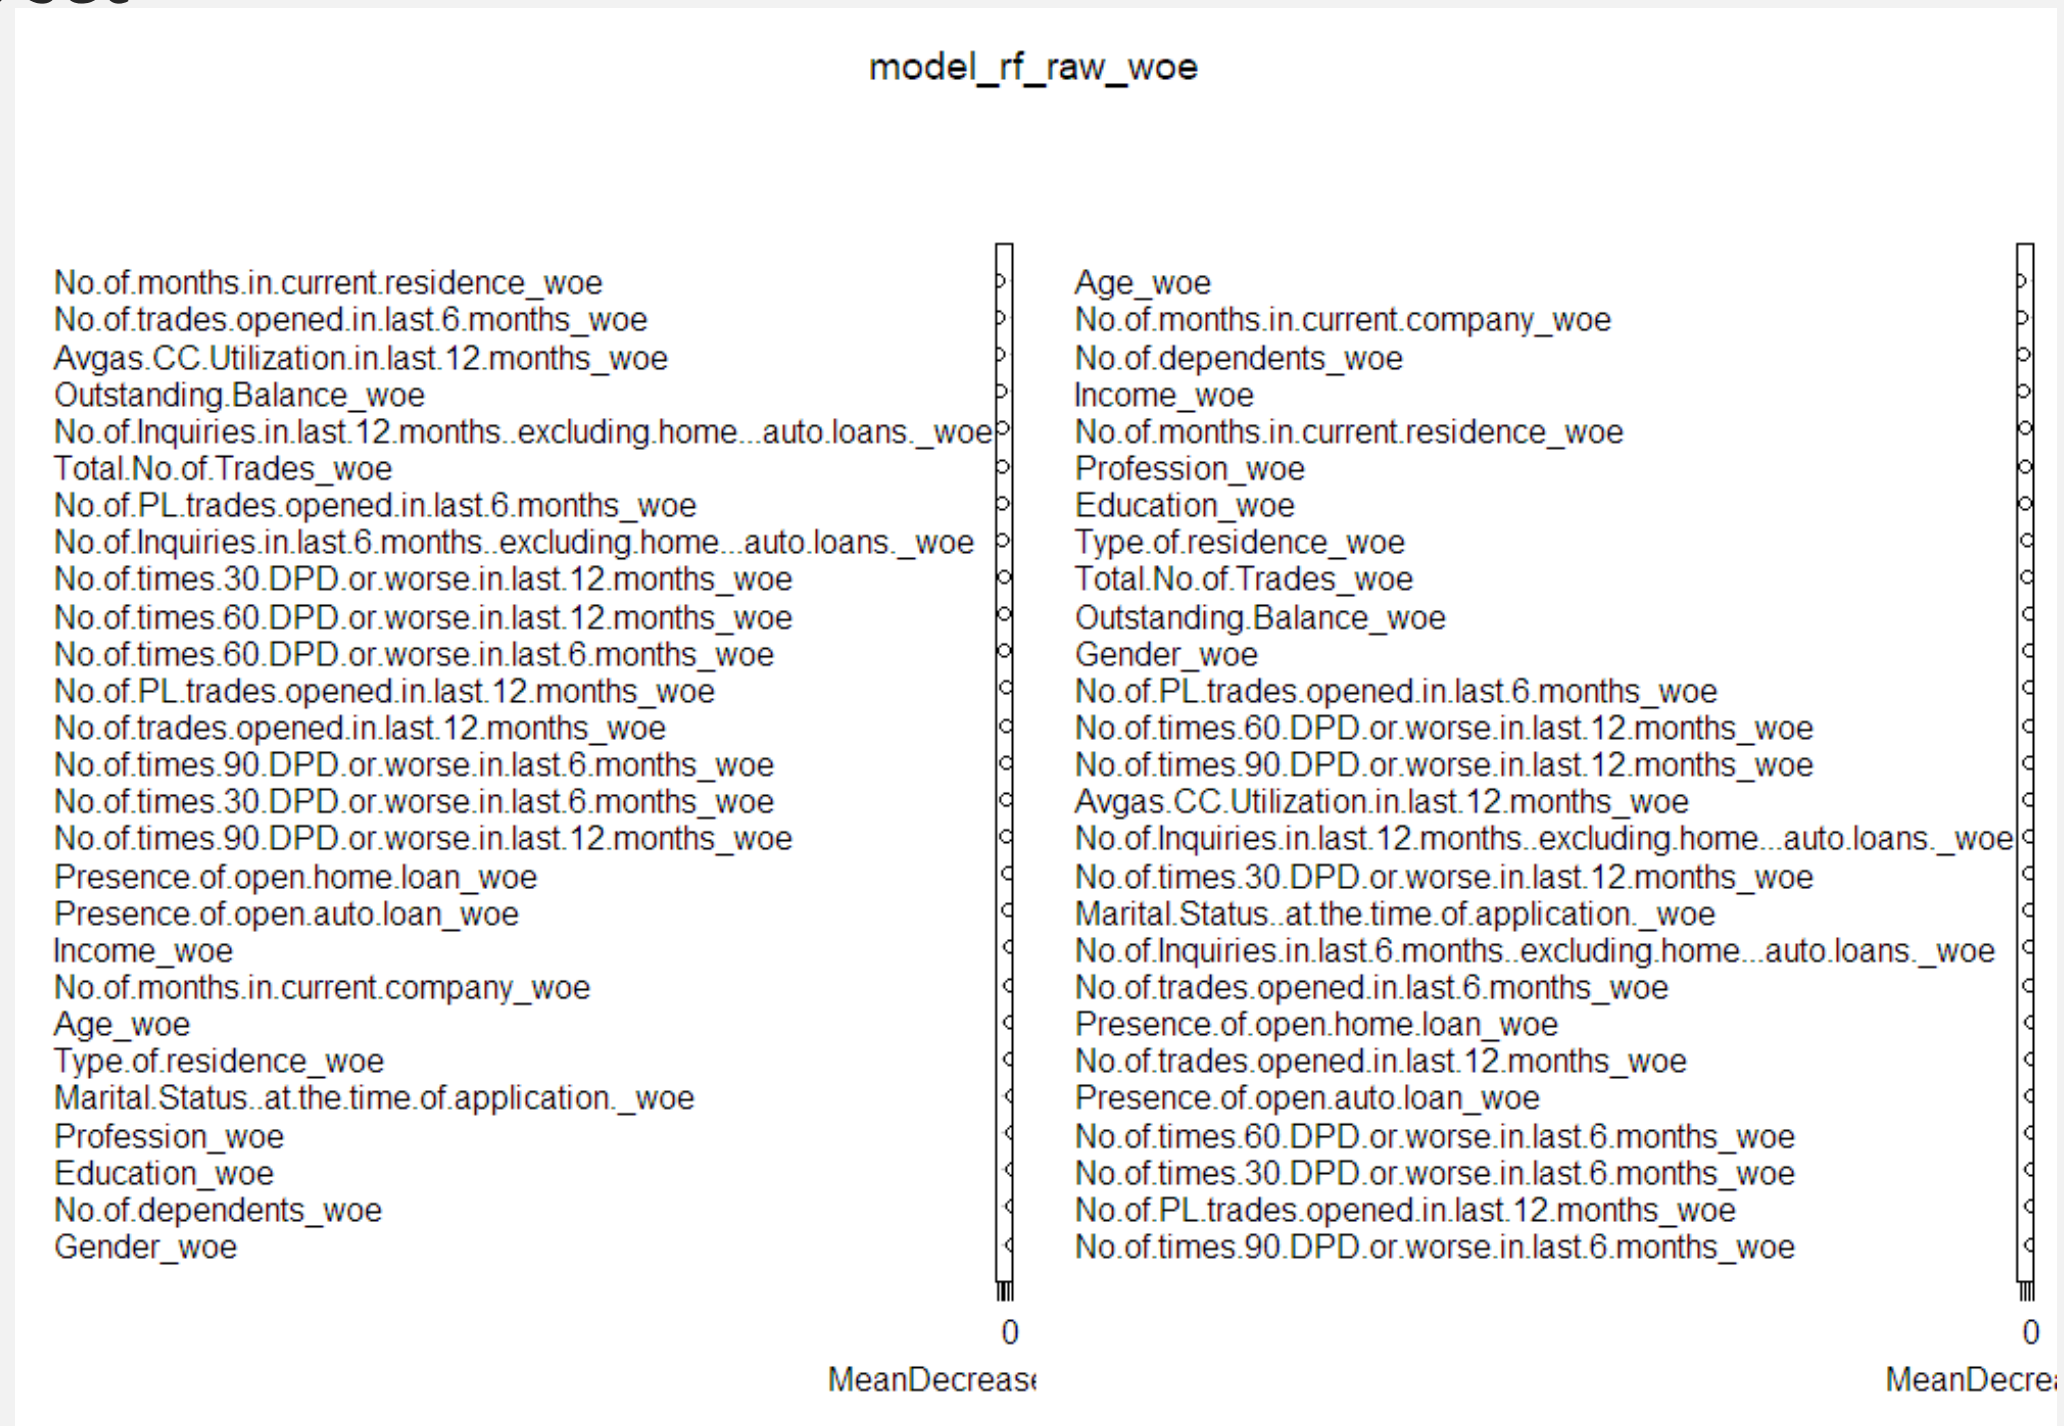 model_rf_raw_woe
No.of.months.in.current.residence_woe
No.of.trades.opened.in.last.6.months_woe
Avgas.CC.Utilization.in.last.12.months_woe
Outstanding.Balance_woe
No.of.Inquiries.in.last.12.months..excluding.home...auto.loans._woe
Total.No.of.Trades_woe
No.of.PL.trades.opened.in.last.6.months_woe
No.of.Inquiries.in.last.6.months..excluding.home...auto.loans._woe
No.of.times.30.DPD.or.worse.in.last.12.months_woe
No.of.times.60.DPD.or.worse.in.last.12.months_woe
No.of.times.60.DPD.or.worse.in.last.6.months_woe
No.of.PL.trades.opened.in.last.12.months_woe
No.of.trades.opened.in.last.12.months_woe
No.of.times.90.DPD.or.worse.in.last.6.months_woe
No.of.times.30.DPD.or.worse.in.last.6.months_woe
No.of.times.90.DPD.or.worse.in.last.12.months_woe
Presence.of.open.home.loan_woe
Presence.of.open.auto.loan_woe
Income_woe
No.of.months.in.current.company_woe
Age_woe
Type.of.residence_woe
Marital.Status..at.the.time.of.application._woe
Profession_woe
Education_woe
No.of.dependents_woe
Gender_woe
0
MeanDecrease
Age_woe
No.of.months.in.current.company_woe
No.of.dependents_woe
Income_woe
No.of.months.in.current.residence_woe
Profession_woe
Education_woe
Type.of.residence_woe
Total.No.of.Trades_woe
Outstanding.Balance_woe
Gender_woe
No.of.PL.trades.opened.in.last.6.months_woe
No.of.times.60.DPD.or.worse.in.last.12.months_woe
No.of.times.90.DPD.or.worse.in.last.12.months_woe
Avgas.CC.Utilization.in.last.12.months_woe
No.of.Inquiries.in.last.12.months..excluding.home...auto.loans._woe
No.of.times.30.DPD.or.worse.in.last.12.months_woe
Marital.Status..at.the.time.of.application._woe
No.of.Inquiries.in.last.6.months..excluding.home...auto.loans._woe
No.of.trades.opened.in.last.6.months_woe
Presence.of.open.home.loan_woe
No.of.trades.opened.in.last.12.months_woe
Presence.of.open.auto.loan_woe
No.of.times.60.DPD.or.worse.in.last.6.months_woe
No.of.times.30.DPD.or.worse.in.last.6.months_woe
No.of.PL.trades.opened.in.last.12.months_woe
No.of.times.90.DPD.or.worse.in.last.6.months_woe
0
MeanDecrea